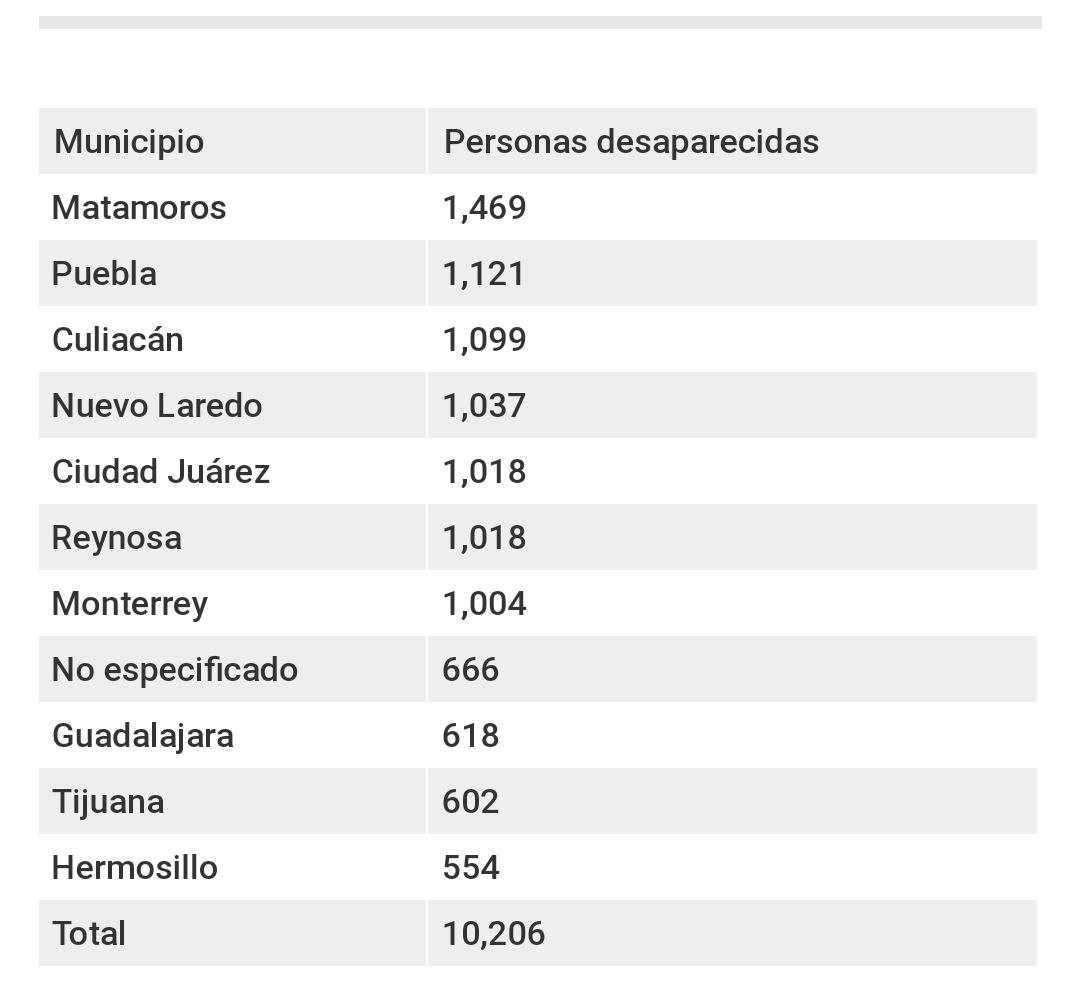 Municipio Personas desaparecidas
Matamoros 1,469
Puebla 1,121
Culiacán 1,099
Nuevo Laredo 1,037
Ciudad Juárez 1,018
Reynosa 1,018
Monterrey 1,004
No especificado 666
Guadalajara 618
Tijuana 602
Hermosillo 554
Total 10,206